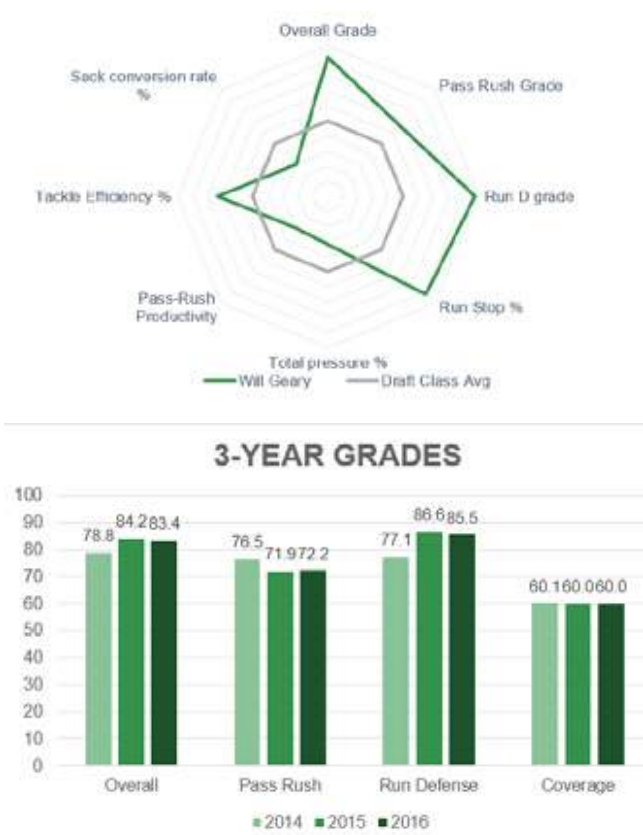 Overall Grade
Sack conversion rate
%
Pass Rush Grade
Tackle Efficiency %
Run D grade
Pass-Rush
Productivity
Run Stop %
Total pressure %
Will Geary
Draft Class Avg
3-YEAR GRADES
100
90
80
70
60
50
40
30
20
10
0
78.8 84.2 83.4
76.5 71.9 72.2
77.1 86.6 85.5
60.1 60.0 60.0
Overall Pass Rush Run Defense Coverage
2014 2015 2016